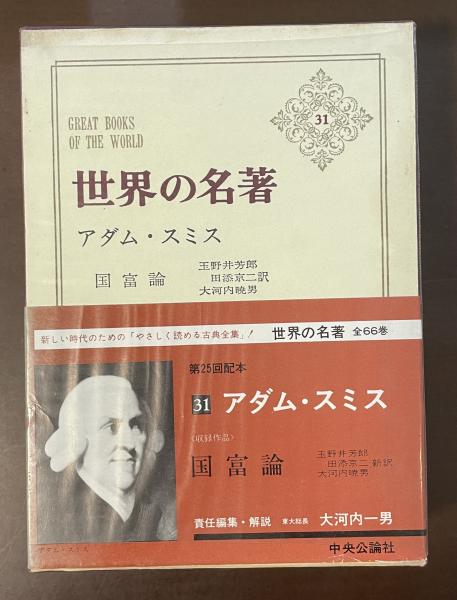 GREAT BOOKS
OF THE WORLD
31
世界の名著
アダム・スミス
国富論
玉野井芳郎
田添京二訳
大河内暁男
新しい時代のための「やさしく読める古典全集」!
世界の名著 全66巻
第25回配本
31 アダム・スミス
〈収録作品〉
国富論
玉野井芳郎
田添京二 新訳
大河内暁男
責任編集・解説 東大総長 大河内一男
アダム・スミス
中央公論社